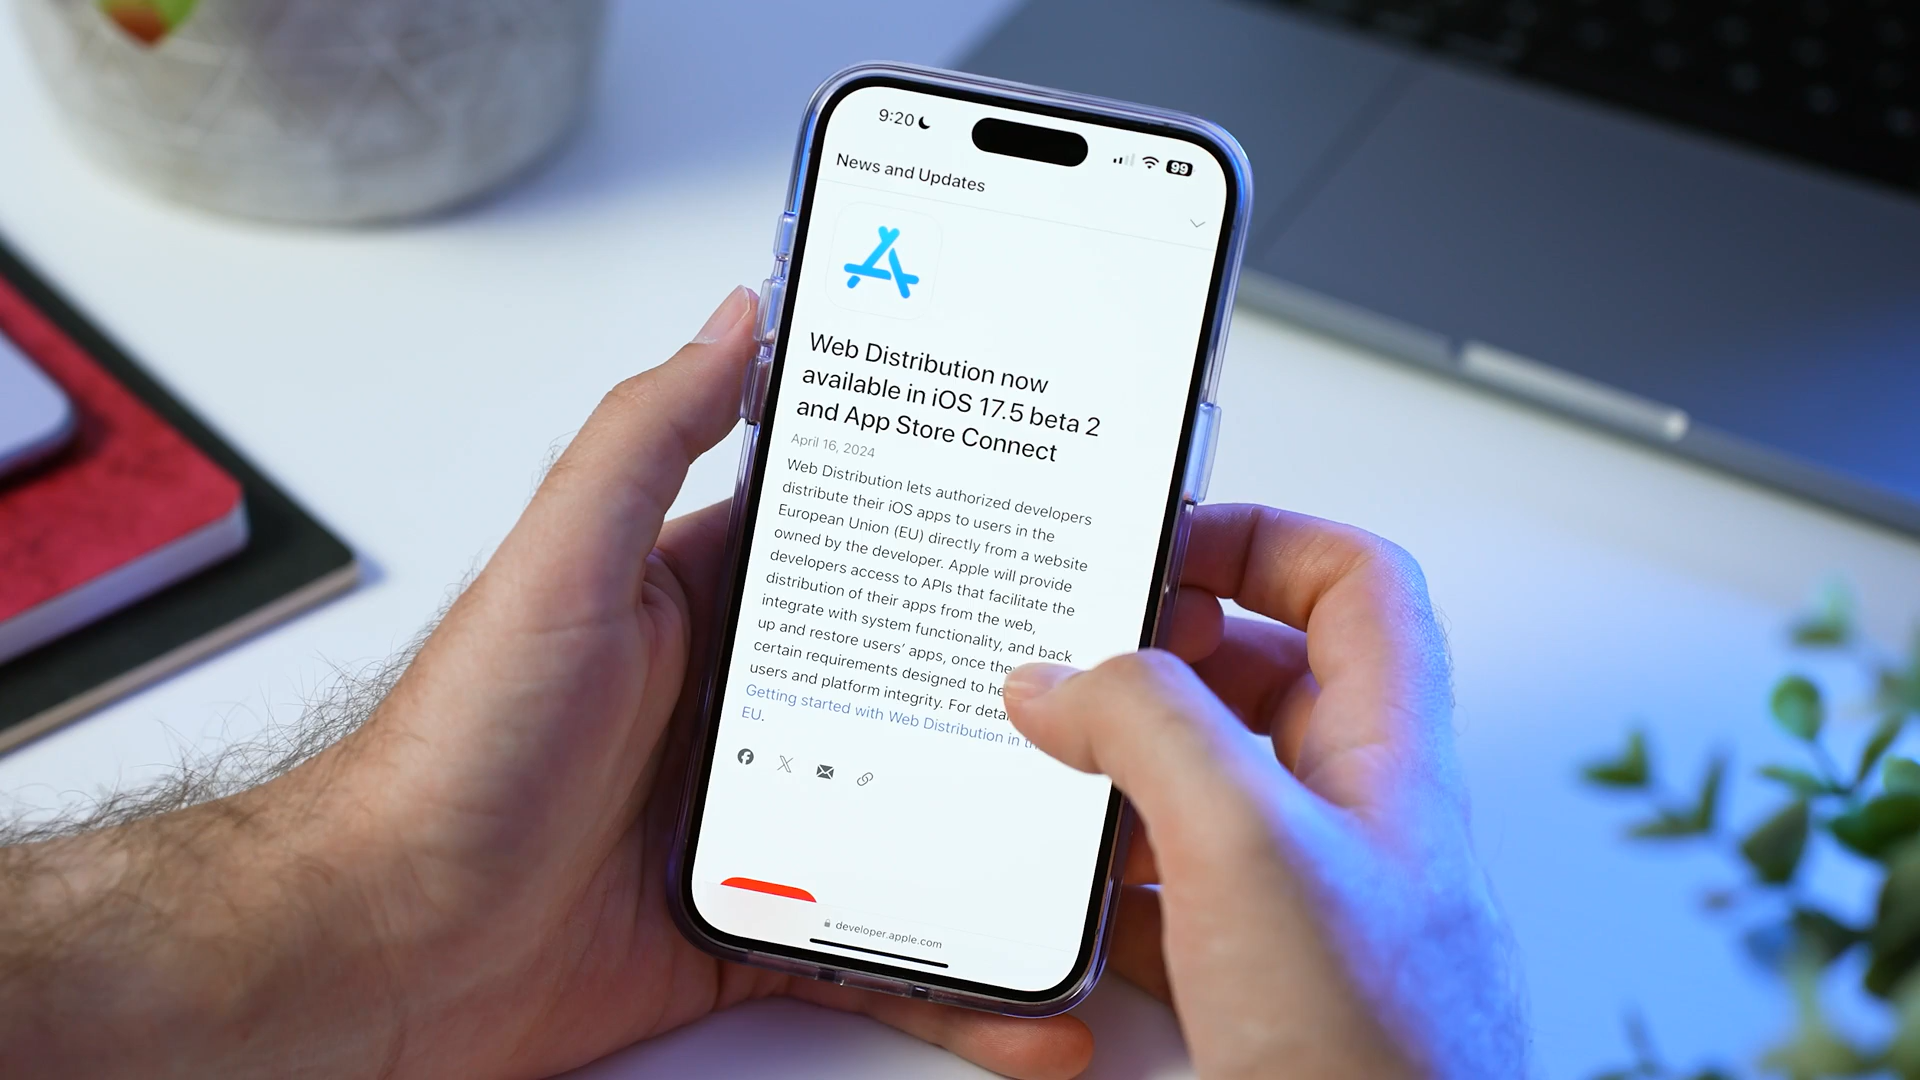 9:20
99
News and Updates
Web Distribution now
available in iOS 17.5 beta 2
and App Store Connect
April 16, 2024
Web Distribution lets authorized developers
distribute their iOS apps to users in the
European Union (EU) directly from a website
owned by the developer. Apple will provide
developers access to APIs that facilitate the
distribution of their apps from the web,
integrate with system functionality, and back
up and restore users’ apps, once they
certain requirements designed to
users and platform integrity. For
Getting started with Web Distribution in
EU.
developer.apple.com